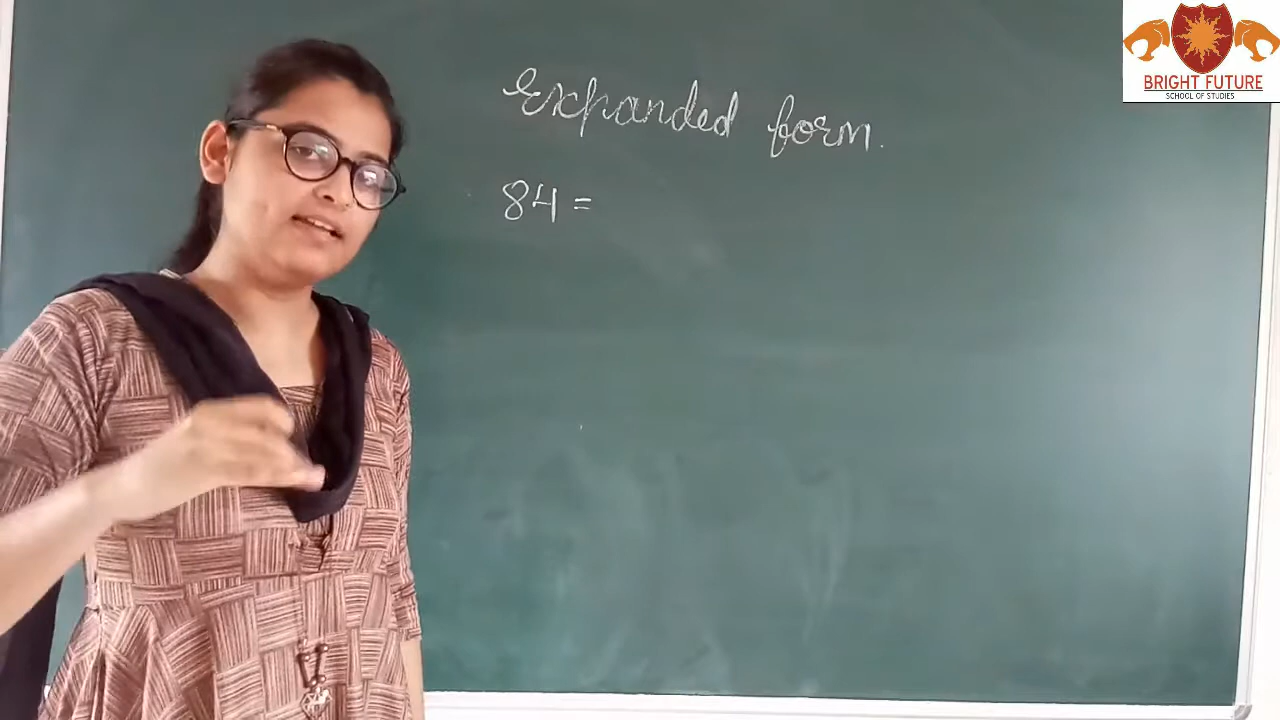 BRIGHT FUTURE
SCHOOL OF STUDIES
Expanded form.
84 =